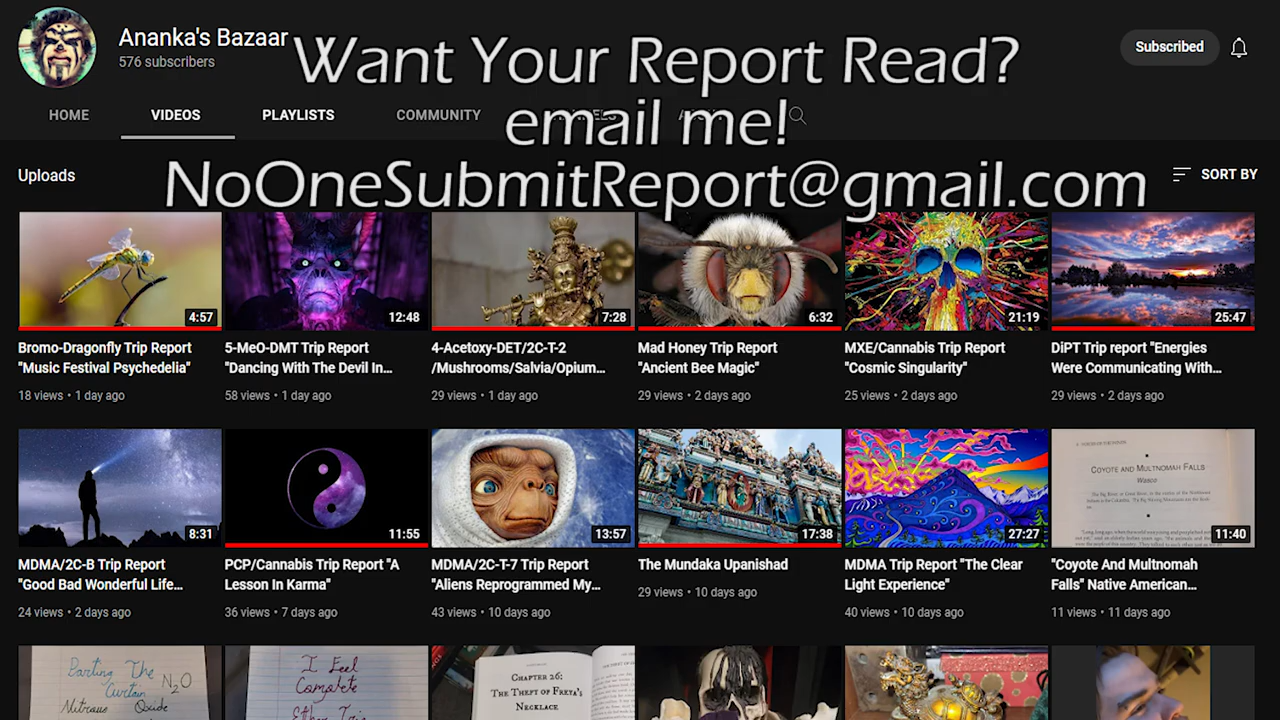 Ananka's Bazaar
576 subscribers
Subscribed
Want Your Report Read?
email me!
NoOneSubmitReport@gmail.com
HOME VIDEOS PLAYLISTS COMMUNITY
Uploads
SORT BY
4:57 12:48 7:28 6:32 21:19 25:47
Bromo-Dragonfly Trip Report
"Music Festival Psychedelia"
18 views • 1 day ago
5-MeO-DMT Trip Report
"Dancing With The Devil In...
58 views • 1 day ago
4-Acetoxy-DET/2C-T-2
/Mushrooms/Salvia/Opium...
29 views • 1 day ago
Mad Honey Trip Report
"Ancient Bee Magic"
29 views • 2 days ago
MXE/Cannabis Trip Report
"Cosmic Singularity"
25 views • 2 days ago
DiPT Trip report "Energies
Were Communicating With...
29 views • 2 days ago
COYOTE AND MULTNOMAH FALLS
Wasco
8:31 11:55 13:57 17:38 27:27 11:40
MDMA/2C-B Trip Report
"Good Bad Wonderful Life...
24 views • 2 days ago
PCP/Cannabis Trip Report "A
Lesson In Karma"
36 views • 7 days ago
MDMA/2C-T-7 Trip Report
"Aliens Reprogrammed My...
43 views • 10 days ago
The Mundaka Upanishad
29 views • 10 days ago
MDMA Trip Report "The Clear
Light Experience"
40 views • 10 days ago
"Coyote And Multnomah
Falls" Native American...
11 views • 11 days ago
Parting The
Curtain N2O
Nitrous Oxide
I Feel
Complet
Ether Trip
CHAPTER 26:
THE THEFT OF FREYA'S
NECKLACE